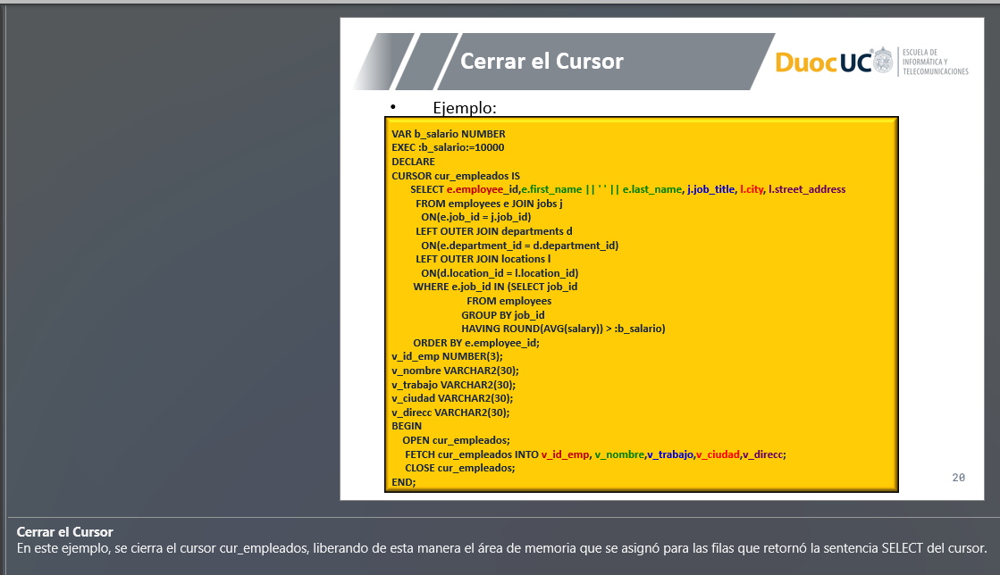 Cerrar el Cursor
DuocUC®
ESCUELA DE
INFORMÁTICA Y
TELECOMUNICACIONES
• Ejemplo:
VAR b_salario NUMBER
EXEC :b_salario:=10000
DECLARE
CURSOR cur_empleados IS
SELECT e.employee_id,e.first_name || ' ' || e.last_name, j.job_title, l.city, l.street_address
FROM employees e JOIN jobs j
ON(e.job_id = j.job_id)
LEFT OUTER JOIN departments d
ON(e.department_id = d.department_id)
LEFT OUTER JOIN locations l
ON(d.location_id = l.location_id)
WHERE e.job_id IN (SELECT job_id
FROM employees
GROUP BY job_id
HAVING ROUND(AVG(salary)) > :b_salario)
ORDER BY e.employee_id;
v_id_emp NUMBER(3);
v_nombre VARCHAR2(30);
v_trabajo VARCHAR2(30);
v_ciudad VARCHAR2(30);
v_direcc VARCHAR2(30);
BEGIN
OPEN cur_empleados;
FETCH cur_empleados INTO v_id_emp, v_nombre,v_trabajo,v_ciudad,v_direcc;
CLOSE cur_empleados;
END;
20
Cerrar el Cursor
En este ejemplo, se cierra el cursor cur_empleados, liberando de esta manera el área de memoria que se asignó para las filas que retornó la sentencia SELECT del cursor.